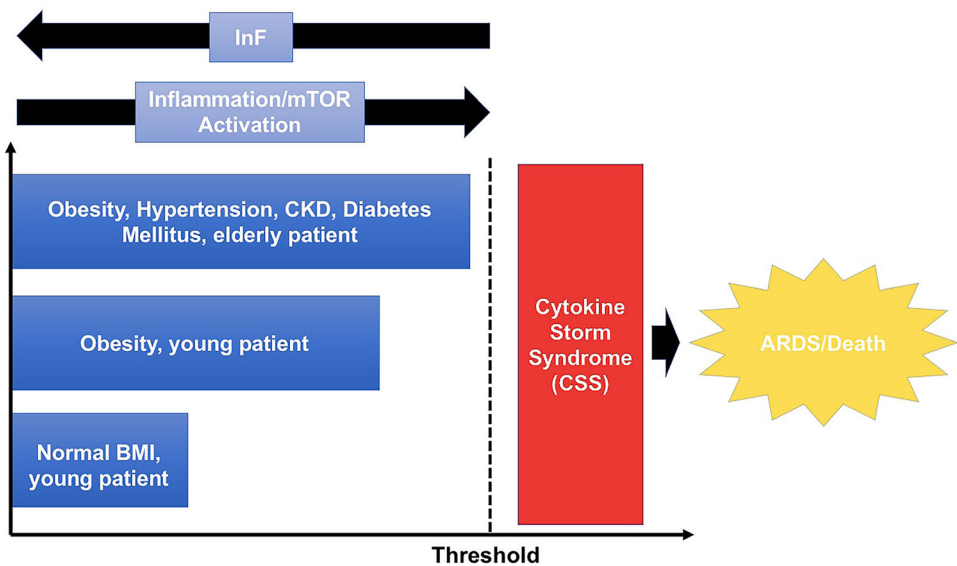 InF
Inflammation/mTOR
Activation
Obesity, Hypertension, CKD, Diabetes
Mellitus, elderly patient
Obesity, young patient
Normal BMI,
young patient
Cytokine
Storm
Syndrome
(CSS)
ARDS/Death
Threshold